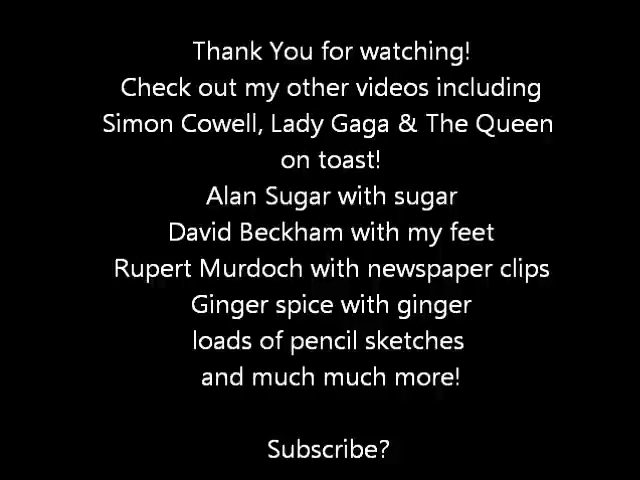 Thank You for watching!
Check out my other videos including
Simon Cowell, Lady Gaga & The Queen
on toast!
Alan Sugar with sugar
David Beckham with my feet
Rupert Murdoch with newspaper clips
Ginger spice with ginger
loads of pencil sketches
and much much more!
Subscribe?